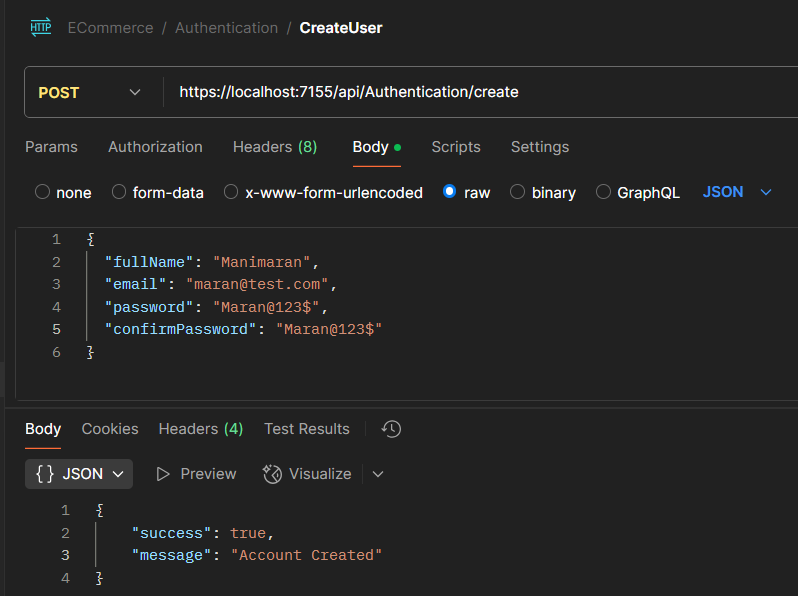 HTTP ECommerce / Authentication / CreateUser
POST https://localhost:7155/api/Authentication/create
Params Authorization Headers (8) Body Scripts Settings
none form-data x-www-form-urlencoded raw binary GraphQL JSON
1 {
2 "fullName": "Manimaran",
3 "email": "maran@test.com",
4 "password": "Maran@123$",
5 "confirmPassword": "Maran@123$"
6 }
Body Cookies Headers (4) Test Results
{} JSON Preview Visualize
1 {
2 "success": true,
3 "message": "Account Created"
4 }